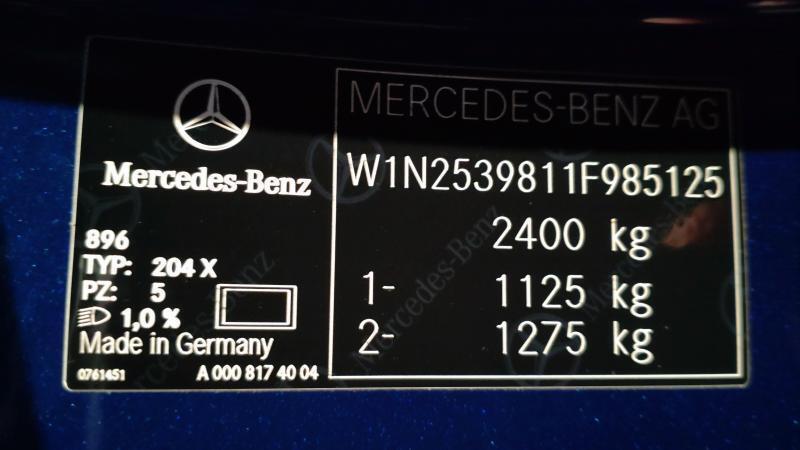 Mercedes-Benz
896
TYP: 204 X
PZ: 5
1,0 %
Made in Germany
0761451 A 000 817 40 04
MERCEDES-BENZ AG
W1N2539811F985125
2400 kg
1- 1125 kg
2- 1275 kg